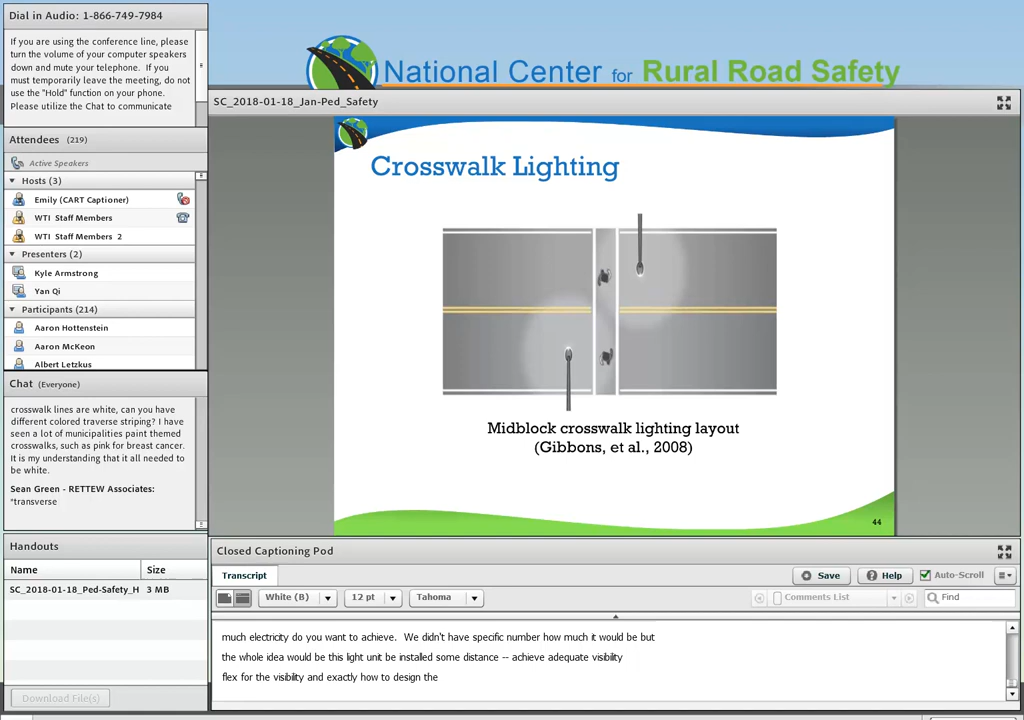 Dial in Audio: 1-866-749-7984
If you are using the conference line, please
turn the volume of your computer speakers
down and mute your telephone. If you
must temporarily leave the meeting, do not
use the "Hold" function on your phone.
Please utilize the Chat to communicate
National Center for Rural Road Safety
SC_2018-01-18_Jan-Ped_Safety
Attendees (219)
Active Speakers
Hosts (3)
Emily (CART Captioner)
WTI Staff Members
WTI Staff Members 2
Presenters (2)
Kyle Armstrong
Yan Qi
Participants (214)
Aaron Hottenstein
Aaron McKeon
Albert Letzkus
Crosswalk Lighting
Midblock crosswalk lighting layout
(Gibbons, et al., 2008)
44
Chat (Everyone)
crosswalk lines are white, can you have
different colored traverse striping? I have
seen a lot of municipalities paint themed
crosswalks, such as pink for breast cancer.
It is my understanding that it all needed to
be white.
Sean Green - RETTEW Associates:
*transverse
Handouts
Name Size
SC_2018-01-18_Ped-Safety_H 3 MB
Download File(s)
Closed Captioning Pod
Transcript
Save Help Auto-Scroll
White (B) 12 pt Tahoma Comments List Find
much electricity do you want to achieve. We didn't have specific number how much it would be but
the whole idea would be this light unit be installed some distance -- achieve adequate visibility
flex for the visibility and exactly how to design the